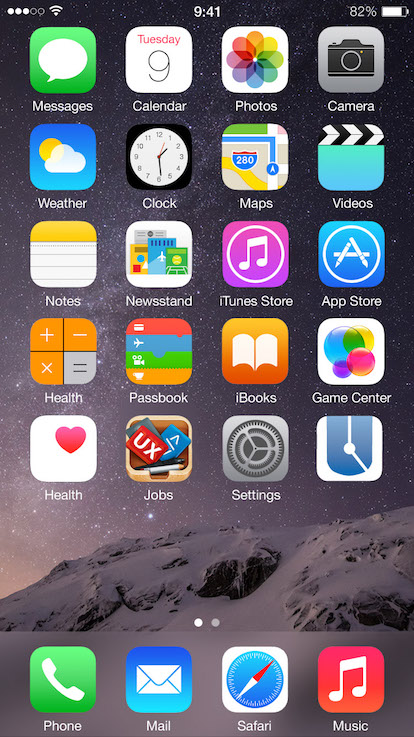 9:41
82%
Tuesday
9
Messages
Calendar
Photos
Camera
280
Weather
Clock
Maps
Videos
Notes
Newsstand
iTunes Store
App Store
Health
Passbook
iBooks
Game Center
UX
Health
Jobs
Settings
Phone
Mail
Safari
Music